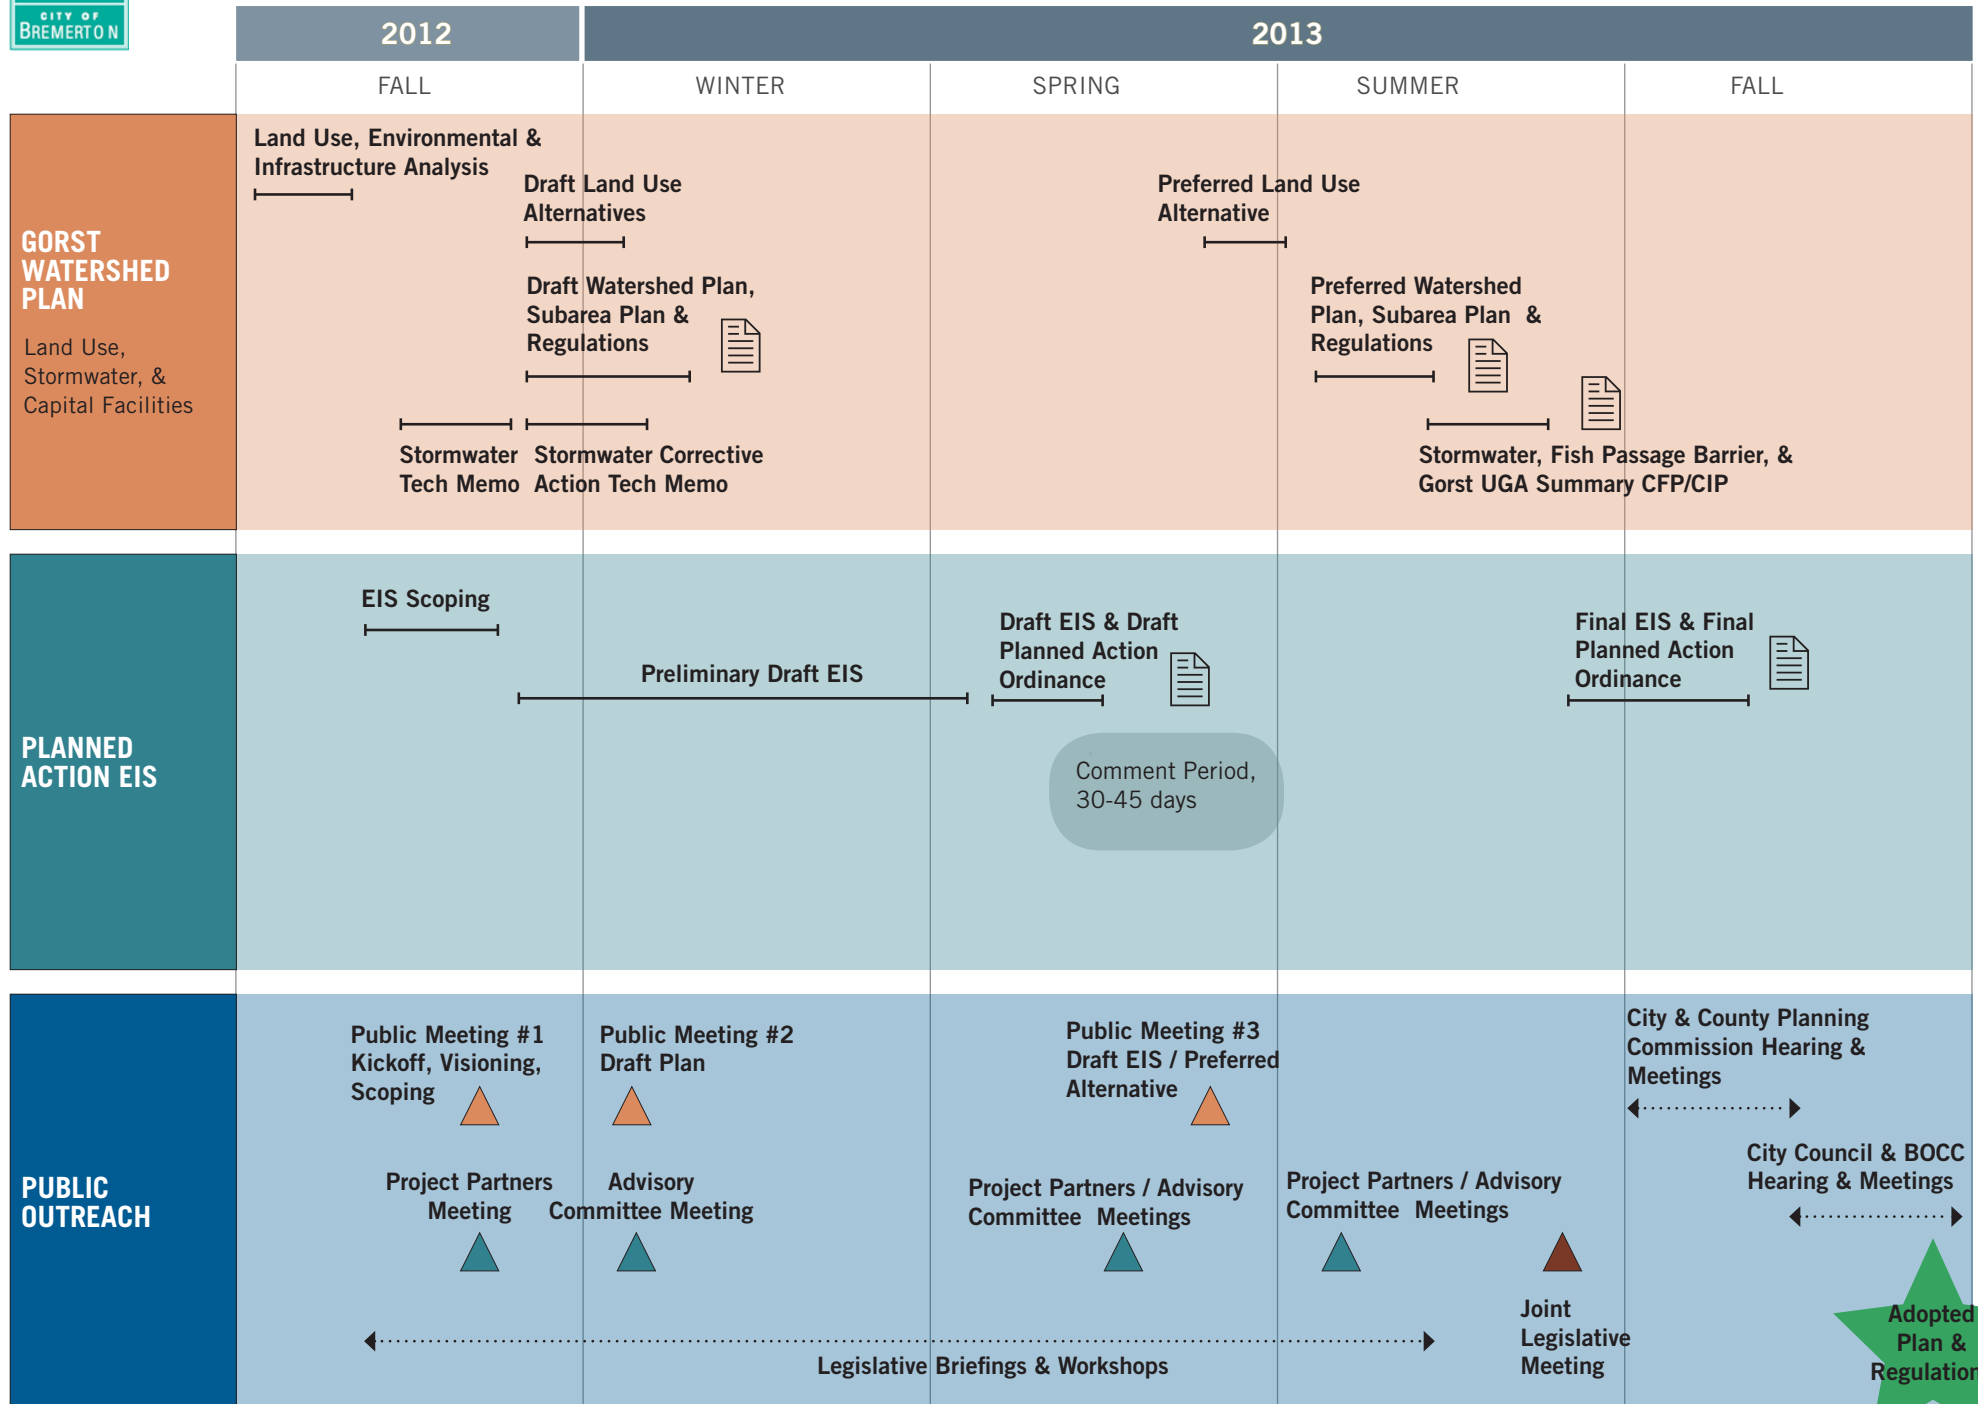 CITY OF
BREMERTON
2012
2013
FALL
WINTER
SPRING
SUMMER
FALL
GORST
WATERSHED
PLAN
Land Use,
Stormwater, &
Capital Facilities
Land Use, Environmental &
Infrastructure Analysis
Draft Land Use
Alternatives
Draft Watershed Plan,
Subarea Plan &
Regulations
Stormwater
Tech Memo
Stormwater Corrective
Action Tech Memo
Preferred Land Use
Alternative
Preferred Watershed
Plan, Subarea Plan &
Regulations
Stormwater, Fish Passage Barrier, &
Gorst UGA Summary CFP/CIP
PLANNED
ACTION EIS
EIS Scoping
Preliminary Draft EIS
Draft EIS & Draft
Planned Action
Ordinance
Comment Period,
30-45 days
Final EIS & Final
Planned Action
Ordinance
PUBLIC
OUTREACH
Public Meeting #1
Kickoff, Visioning,
Scoping
Public Meeting #2
Draft Plan
Public Meeting #3
Draft EIS / Preferred
Alternative
City & County Planning
Commission Hearing &
Meetings
Project Partners
Meeting
Advisory
Committee Meeting
Project Partners / Advisory
Committee Meetings
Project Partners / Advisory
Committee Meetings
City Council & BOCC
Hearing & Meetings
Legislative Briefings & Workshops
Joint
Legislative
Meeting
Adopted
Plan &
Regulation